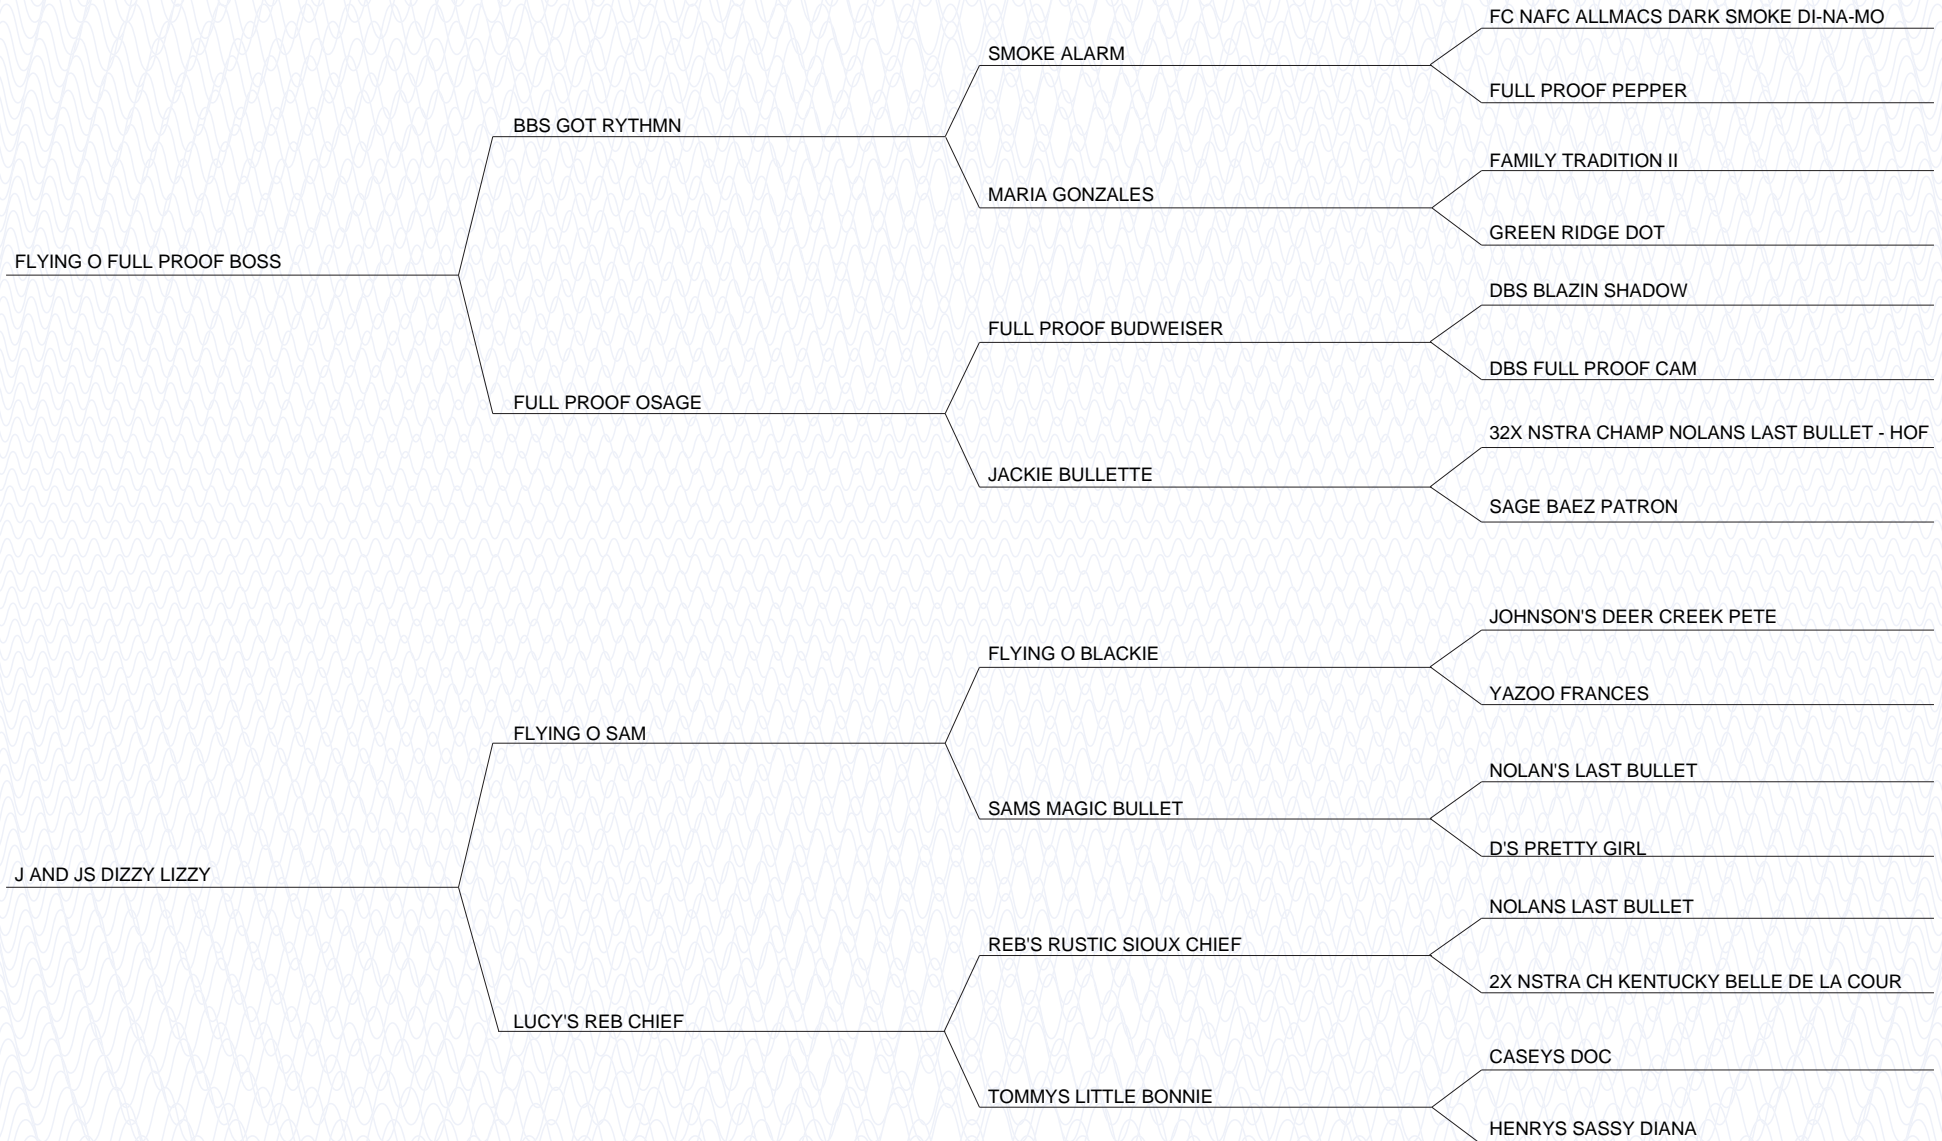 FC NAFC ALLMACS DARK SMOKE DI-NA-MO
SMOKE ALARM
FULL PROOF PEPPER
BBS GOT RYTHMN
FAMILY TRADITION II
MARIA GONZALES
GREEN RIDGE DOT
FLYING O FULL PROOF BOSS
DBS BLAZIN SHADOW
FULL PROOF BUDWEISER
DBS FULL PROOF CAM
FULL PROOF OSAGE
32X NSTRA CHAMP NOLANS LAST BULLET - HOF
JACKIE BULLETTE
SAGE BAEZ PATRON
JOHNSON'S DEER CREEK PETE
FLYING O BLACKIE
YAZOO FRANCES
FLYING O SAM
NOLAN'S LAST BULLET
SAMS MAGIC BULLET
D'S PRETTY GIRL
J AND JS DIZZY LIZZY
NOLANS LAST BULLET
REB'S RUSTIC SIOUX CHIEF
2X NSTRA CH KENTUCKY BELLE DE LA COUR
LUCY'S REB CHIEF
CASEYS DOC
TOMMYS LITTLE BONNIE
HENRYS SASSY DIANA